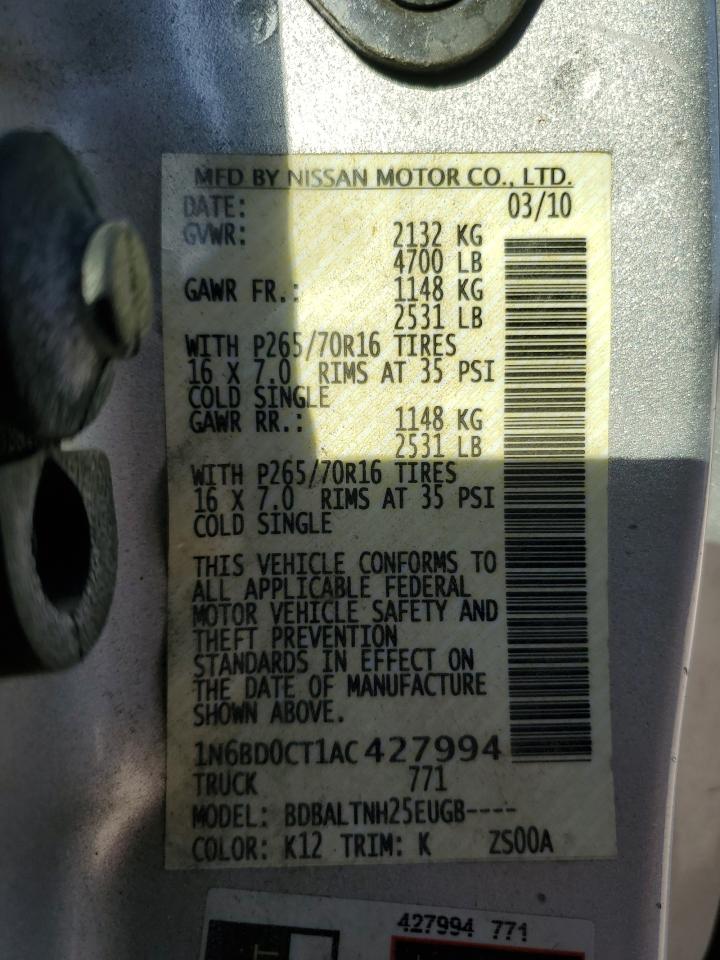 MFD BY NISSAN MOTOR CO., LTD.
DATE: 03/10
GVWR: 2132 KG
4700 LB
GAWR FR.: 1148 KG
2531 LB
WITH P265/70R16 TIRES
16 X 7.0 RIMS AT 35 PSI
COLD SINGLE
GAWR RR.: 1148 KG
2531 LB
WITH P265/70R16 TIRES
16 X 7.0 RIMS AT 35 PSI
COLD SINGLE
THIS VEHICLE CONFORMS TO
ALL APPLICABLE FEDERAL
MOTOR VEHICLE SAFETY AND
THEFT PREVENTION
STANDARDS IN EFFECT ON
THE DATE OF MANUFACTURE
SHOWN ABOVE.
1N6BD0CT1AC427994
TRUCK 771
MODEL: BDBALTNH25EUGB----
COLOR: K12 TRIM: K ZS00A
427994 771